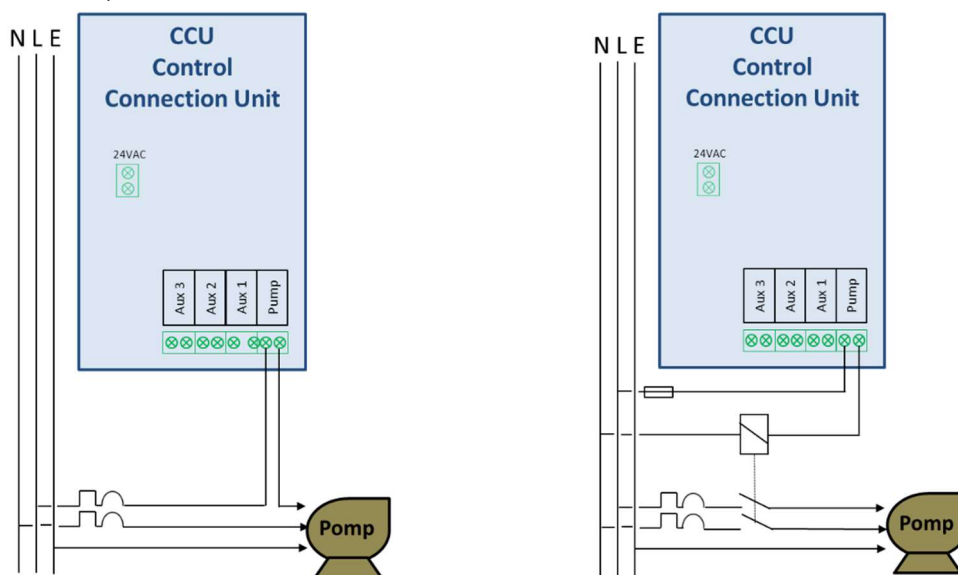 N L E
CCU
Control
Connection Unit
24VAC
Aux 3
Aux 2
Aux 1
Pump
Pomp
N L E
CCU
Control
Connection Unit
24VAC
Aux 3
Aux 2
Aux 1
Pump
Pomp